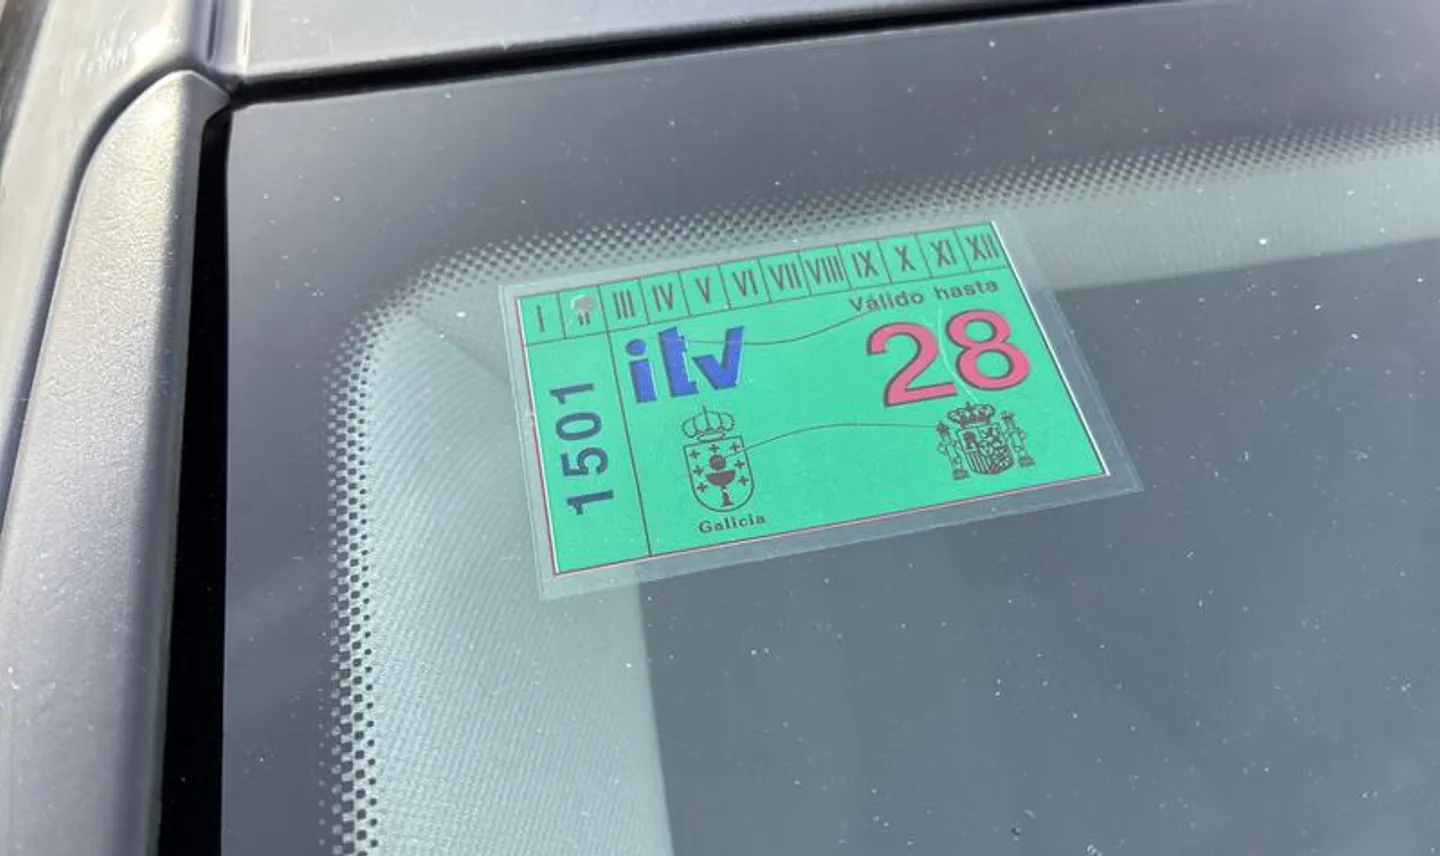 I II III IV V VI VII VIII IX X XI XII
Válido hasta
itv 28
1501
Galicia